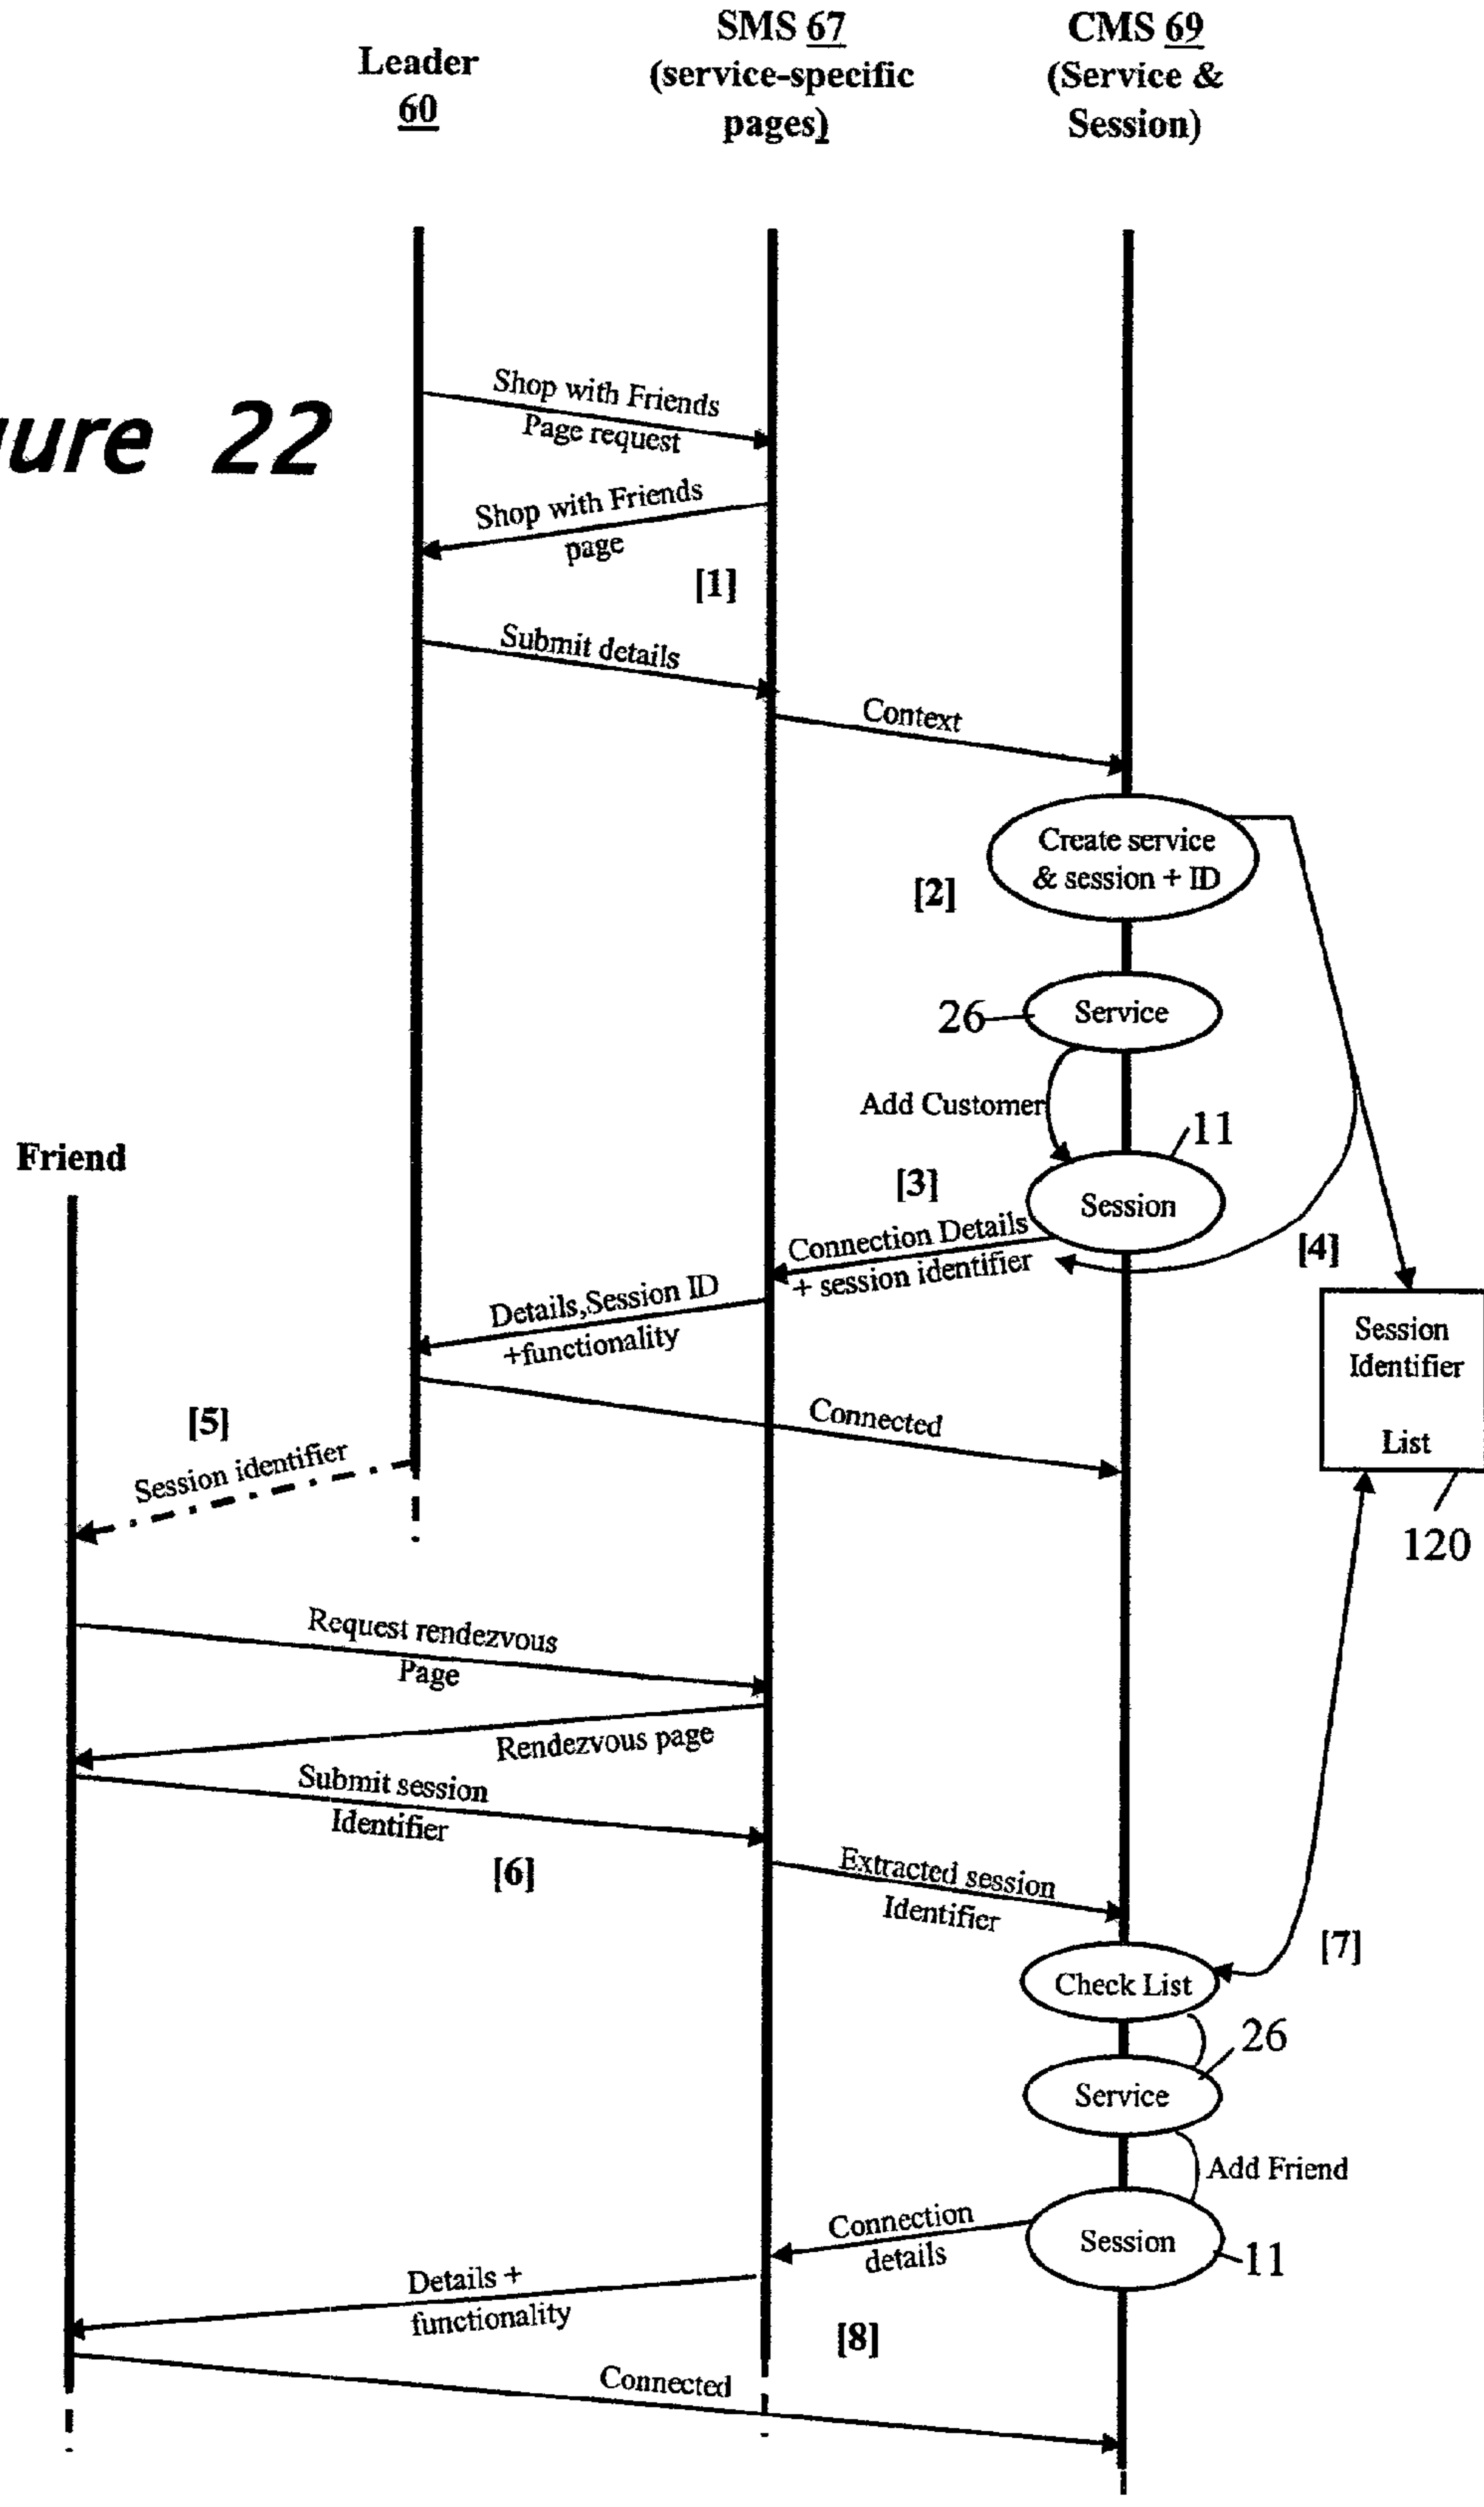 Leader
60
SMS 67
(service-specific
pages)
CMS 69
(Service &
Session)
ure 22
Shop with Friends
Page request
Shop with Friends
page
[1]
Submit details
Context
Create service
& session + ID
[2]
26
Service
Add Customer
11
Friend
[3]
Session
Connection Details
+ session identifier
[4]
Details,Session ID
+functionality
Session
Identifier
List
120
Connected
[5]
Session identifier
Request rendezvous
Page
Rendezvous page
Submit session
Identifier
[6]
Extracted session
Identifier
[7]
Check List
26
Service
Add Friend
Session
11
Connection
details
Details +
functionality
[8]
Connected